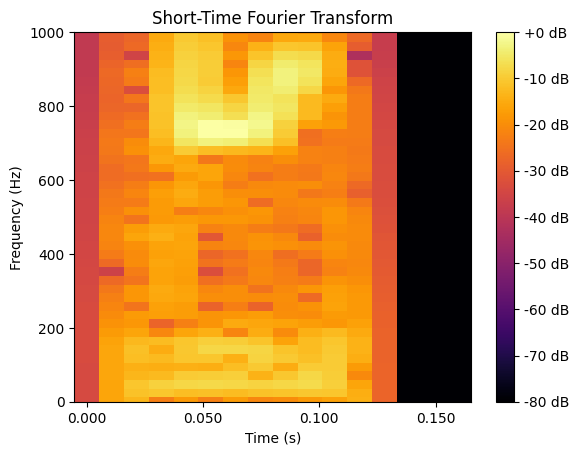 Short-Time Fourier Transform
1000
800
600
400
200
0
Frequency (Hz)
0.000
0.050
0.100
0.150
Time (s)
+0 dB
-10 dB
-20 dB
-30 dB
-40 dB
-50 dB
-60 dB
-70 dB
-80 dB